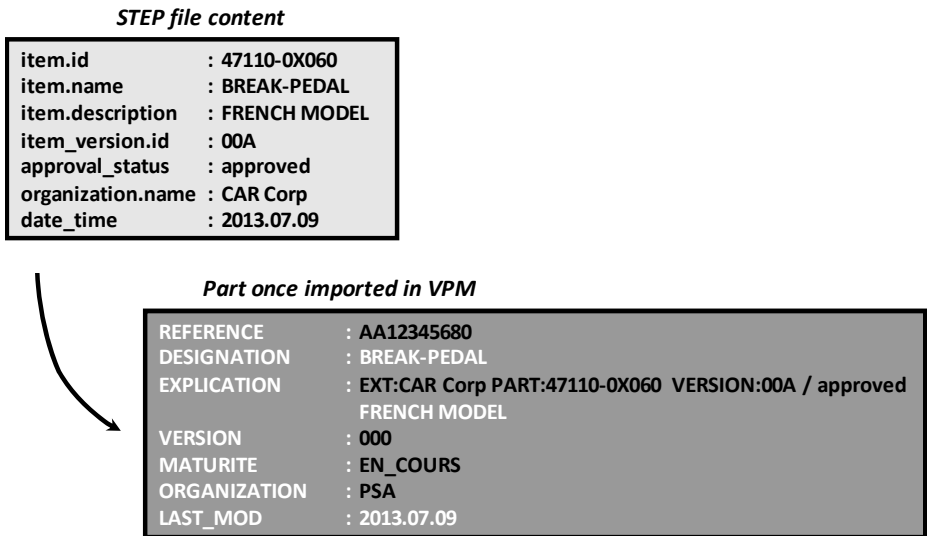 STEP file content
item.id : 47110-0X060
item.name : BREAK-PEDAL
item.description : FRENCH MODEL
item_version.id : 00A
approval_status : approved
organization.name : CAR Corp
date_time : 2013.07.09
Part once imported in VPM
REFERENCE : AA12345680
DESIGNATION : BREAK-PEDAL
EXPLICATION : EXT:CAR Corp PART:47110-0X060 VERSION:00A / approved
FRENCH MODEL
VERSION : 000
MATURITE : EN_COURS
ORGANIZATION : PSA
LAST_MOD : 2013.07.09